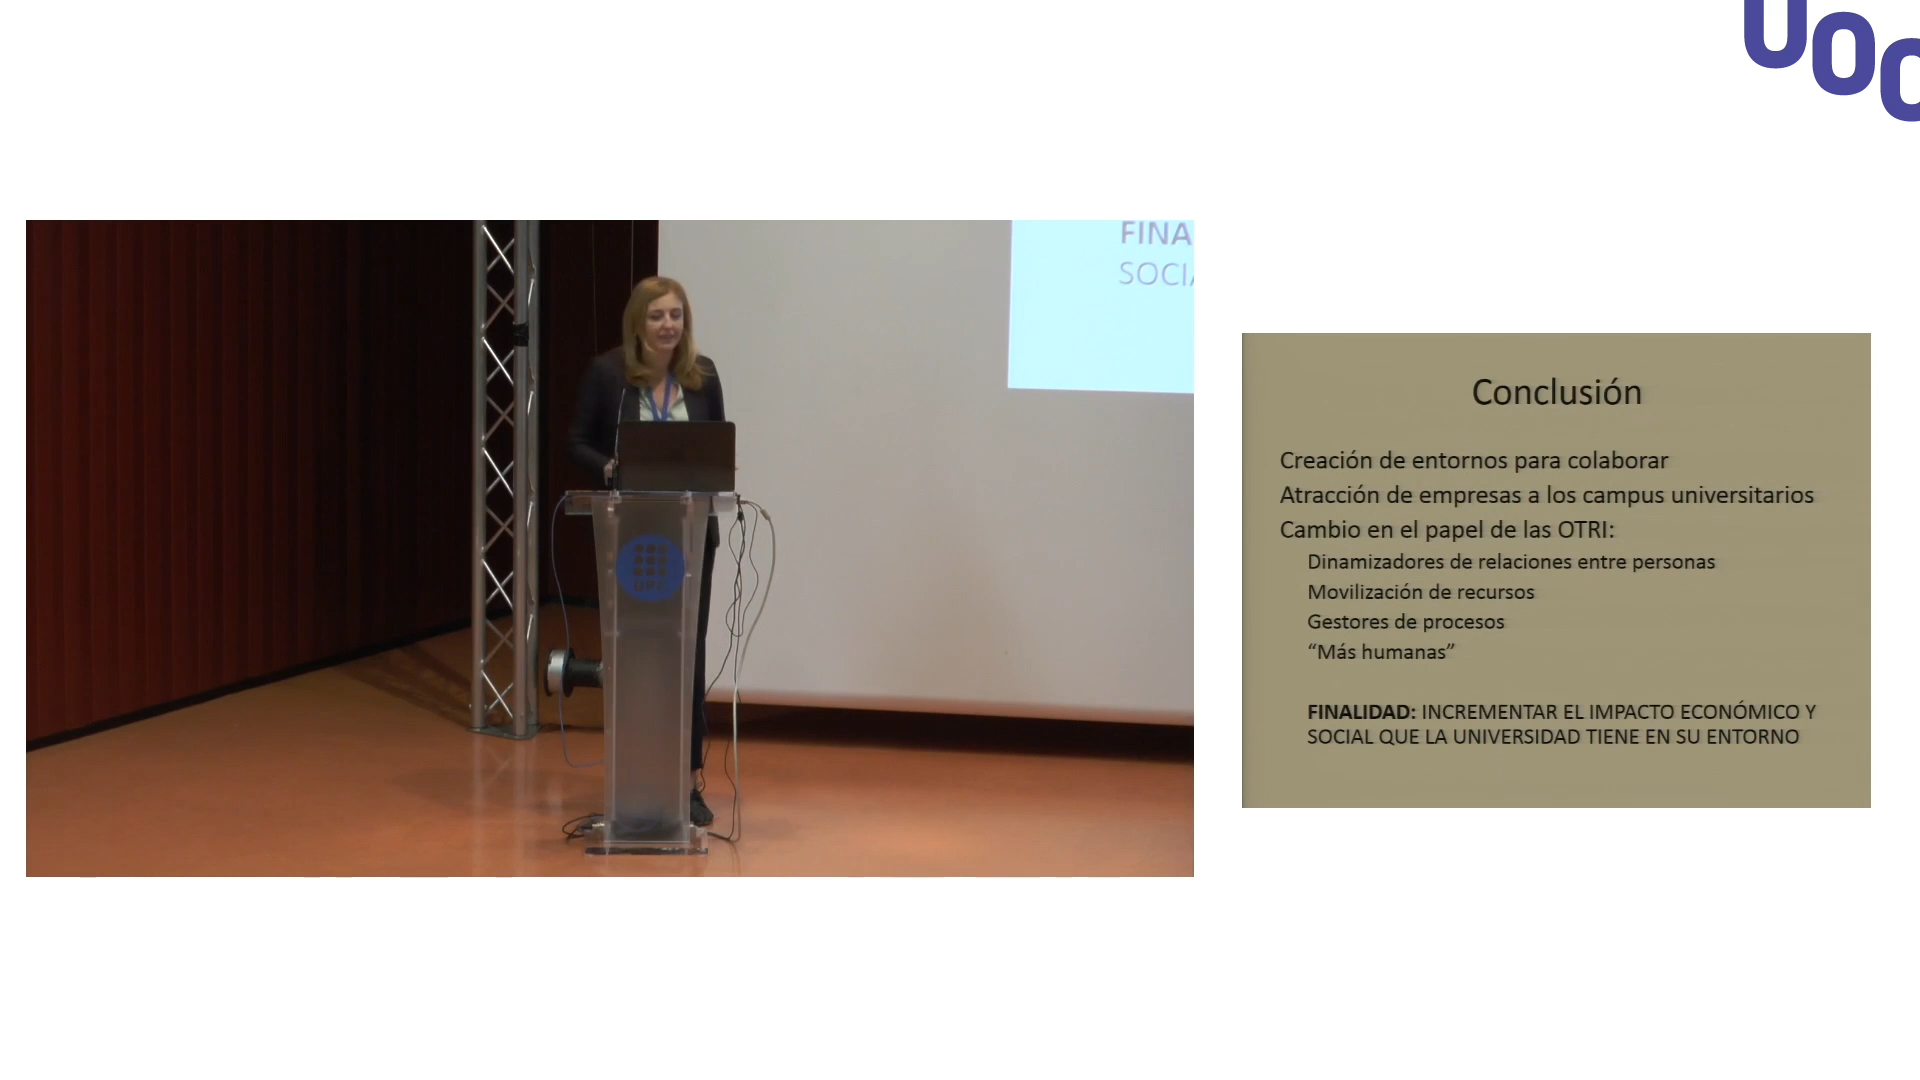 UOC
FINA
SOCIA
UPC
Conclusión
Creación de entornos para colaborar
Atracción de empresas a los campus universitarios
Cambio en el papel de las OTRI:
Dinamizadores de relaciones entre personas
Movilización de recursos
Gestores de procesos
“Más humanas”
FINALIDAD: INCREMENTAR EL IMPACTO ECONÓMICO Y
SOCIAL QUE LA UNIVERSIDAD TIENE EN SU ENTORNO